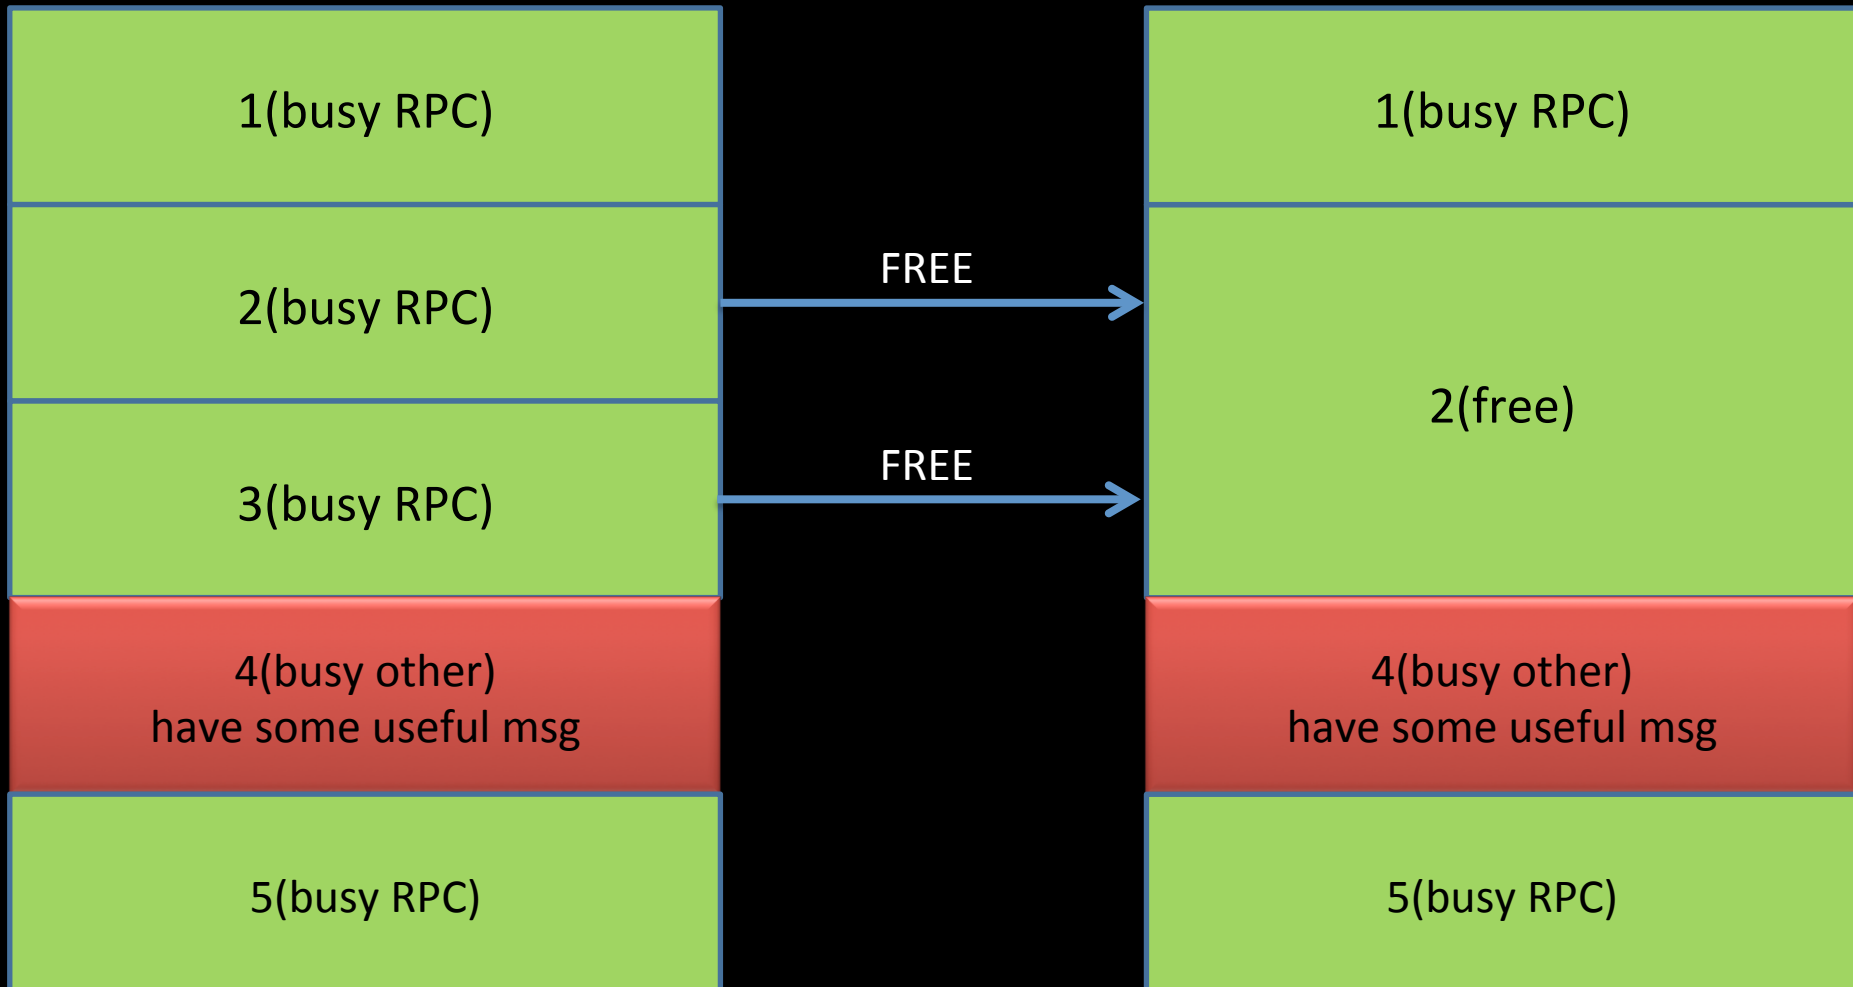 1(busy RPC)
2(busy RPC)
3(busy RPC)
4(busy other)
have some useful msg
5(busy RPC)
FREE
FREE
1(busy RPC)
2(free)
4(busy other)
have some useful msg
5(busy RPC)